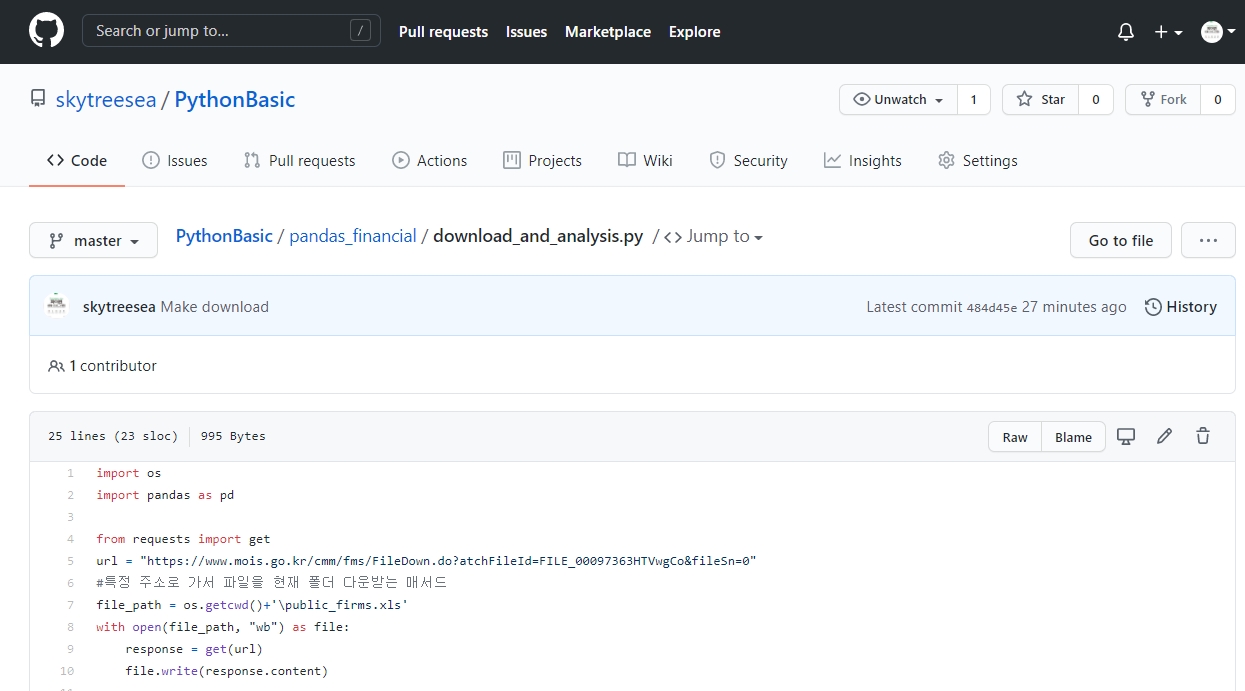 Search or jump to... /
Pull requests Issues Marketplace Explore
skytreesea / PythonBasic
Unwatch 1 Star 0 Fork 0
Code Issues Pull requests Actions Projects Wiki Security Insights Settings
master PythonBasic / pandas_financial / download_and_analysis.py / <> Jump to Go to file ...
skytreesea Make download Latest commit 484d45e 27 minutes ago History
1 contributor
25 lines (23 sloc) 995 Bytes Raw Blame
1 import os
2 import pandas as pd
3
4 from requests import get
5 url = "https://www.mois.go.kr/cmm/fms/FileDown.do?atchFileId=FILE_00097363HTVwgCo&fileSn=0"
6 #특정 주소로 가서 파일을 현재 폴더 다운받는 매서드
7 file_path = os.getcwd()+'\public_firms.xls'
8 with open(file_path, "wb") as file:
9 response = get(url)
10 file.write(response.content)